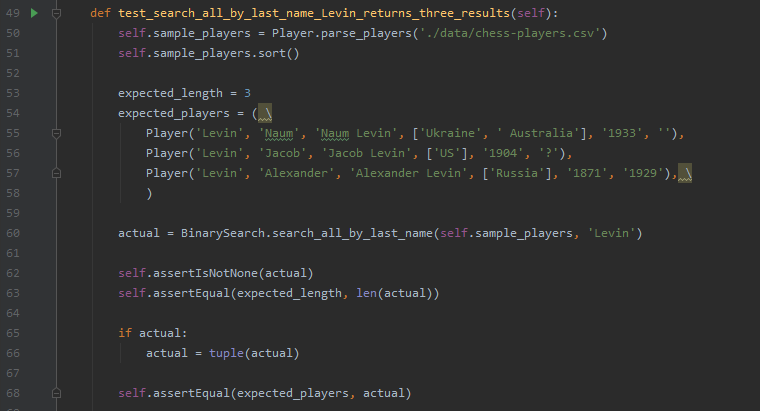 49 def test_search_all_by_last_name_Levin_returns_three_results(self):
50 self.sample_players = Player.parse_players('./data/chess-players.csv')
51 self.sample_players.sort()
52
53 expected_length = 3
54 expected_players = ( \
55 Player('Levin', 'Naum', 'Naum Levin', ['Ukraine', ' Australia'], '1933', ''),
56 Player('Levin', 'Jacob', 'Jacob Levin', ['US'], '1904', '?'),
57 Player('Levin', 'Alexander', 'Alexander Levin', ['Russia'], '1871', '1929'), \
58 )
59
60 actual = BinarySearch.search_all_by_last_name(self.sample_players, 'Levin')
61
62 self.assertIsNotNone(actual)
63 self.assertEqual(expected_length, len(actual))
64
65 if actual:
66 actual = tuple(actual)
67
68 self.assertEqual(expected_players, actual)